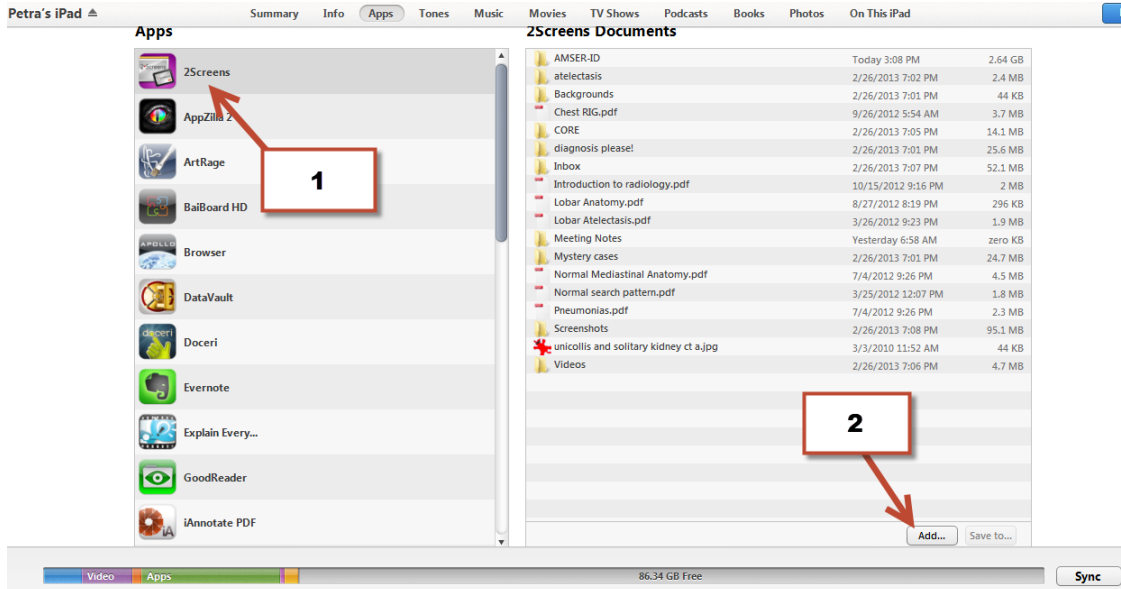 Petra's iPad Summary Info Apps Tones Music Movies TV Shows Podcasts Books Photos On This iPad
Apps
2Screens
AppZilla 2
ArtRage
BaiBoard HD
APOLLO
Browser
DataVault
doceri
Doceri
Evernote
Explain Every...
GoodReader
iA
iAnnotate PDF
1
2Screens Documents
AMSER-ID Today 3:08 PM 2.64 GB
atelectasis 2/26/2013 7:02 PM 2.4 MB
Backgrounds 2/26/2013 7:01 PM 44 KB
Chest RIG.pdf 9/26/2012 5:54 AM 3.7 MB
CORE 2/26/2013 7:05 PM 14.1 MB
diagnosis please! 2/26/2013 7:01 PM 25.6 MB
Inbox 2/26/2013 7:07 PM 52.1 MB
Introduction to radiology.pdf 10/15/2012 9:16 PM 2 MB
Lobar Anatomy.pdf 8/27/2012 8:19 PM 296 KB
Lobar Atelectasis.pdf 3/26/2012 9:23 PM 1.9 MB
Meeting Notes Yesterday 6:58 AM zero KB
Mystery cases 2/26/2013 7:01 PM 24.7 MB
Normal Mediastinal Anatomy.pdf 7/4/2012 9:26 PM 4.5 MB
Normal search pattern.pdf 3/25/2012 12:07 PM 1.8 MB
Pneumonias.pdf 7/4/2012 9:26 PM 2.3 MB
Screenshots 2/26/2013 7:08 PM 95.1 MB
unicollis and solitary kidney ct a.jpg 3/3/2010 11:52 AM 44 KB
Videos 2/26/2013 7:06 PM 4.7 MB
2
Add... Save to...
Video Apps 86.34 GB Free Sync